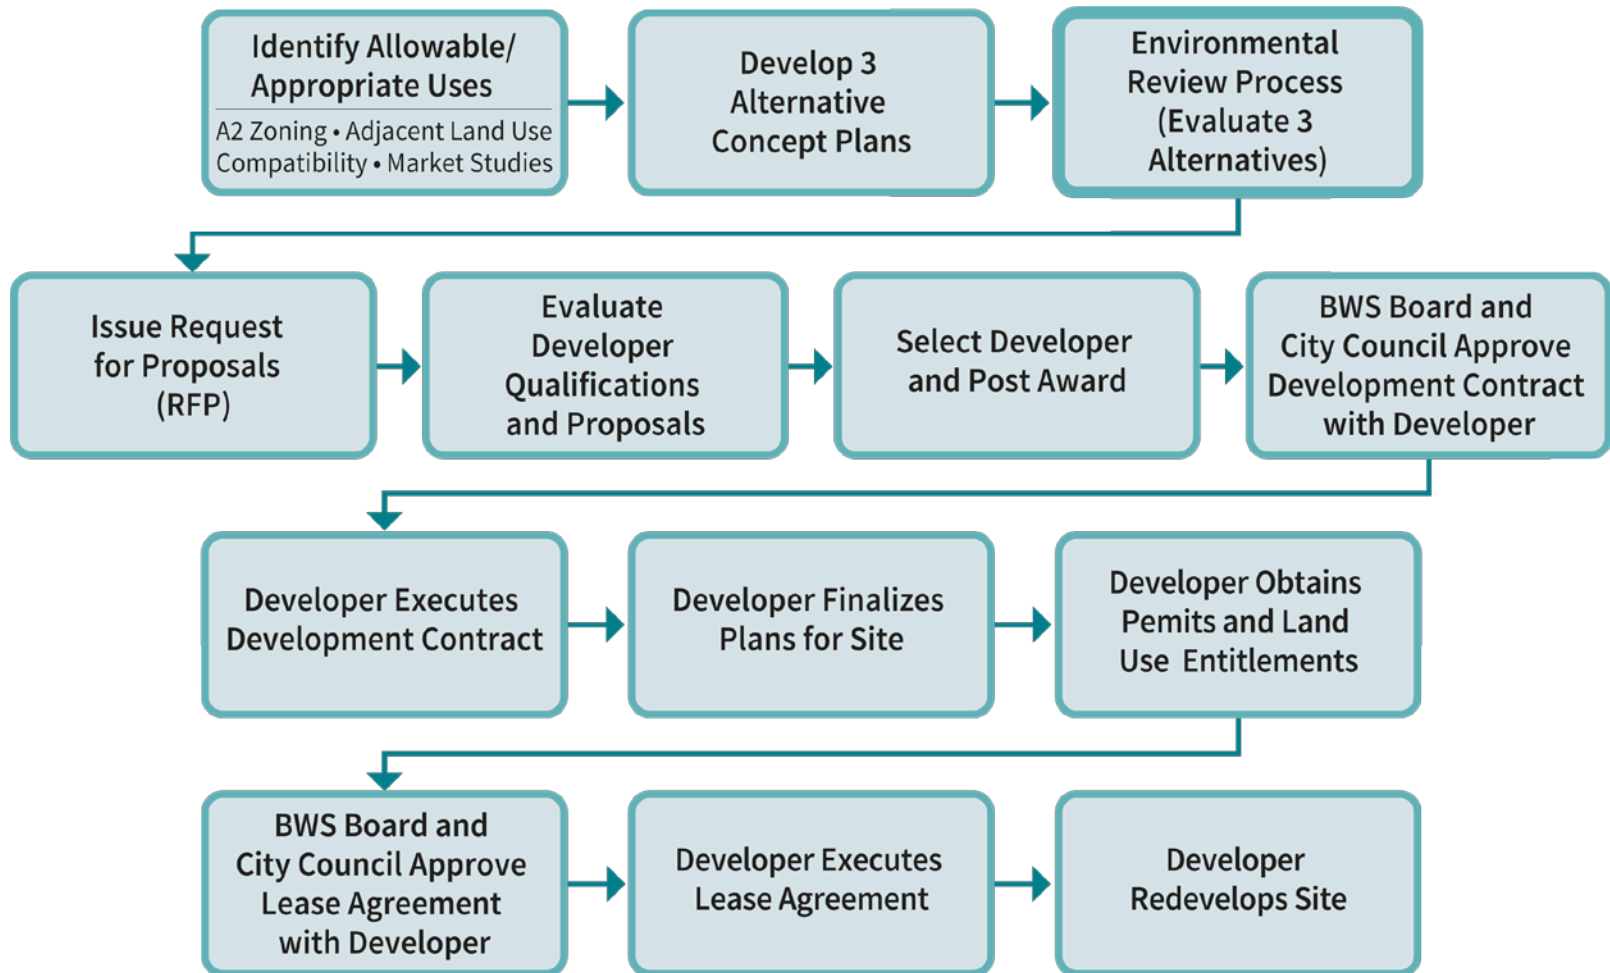 Identify Allowable/
Appropriate Uses
A2 Zoning • Adjacent Land Use
Compatibility • Market Studies
Develop 3
Alternative
Concept Plans
Environmental
Review Process
(Evaluate 3
Alternatives)
Issue Request
for Proposals
(RFP)
Evaluate
Developer
Qualifications
and Proposals
Select Developer
and Post Award
BWS Board and
City Council Approve
Development Contract
with Developer
Developer Executes
Development Contract
Developer Finalizes
Plans for Site
Developer Obtains
Pemits and Land
Use Entitlements
BWS Board and
City Council Approve
Lease Agreement
with Developer
Developer Executes
Lease Agreement
Developer
Redevelops Site